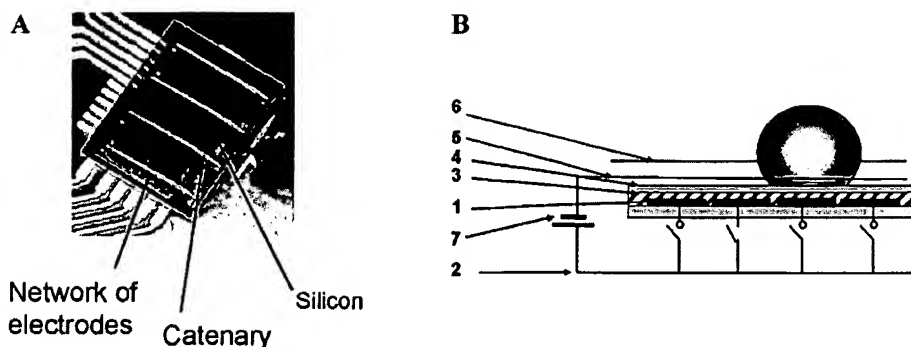 A
B
Network of
electrodes
Catenary
Silicon
6
5
4
3
1
7
2